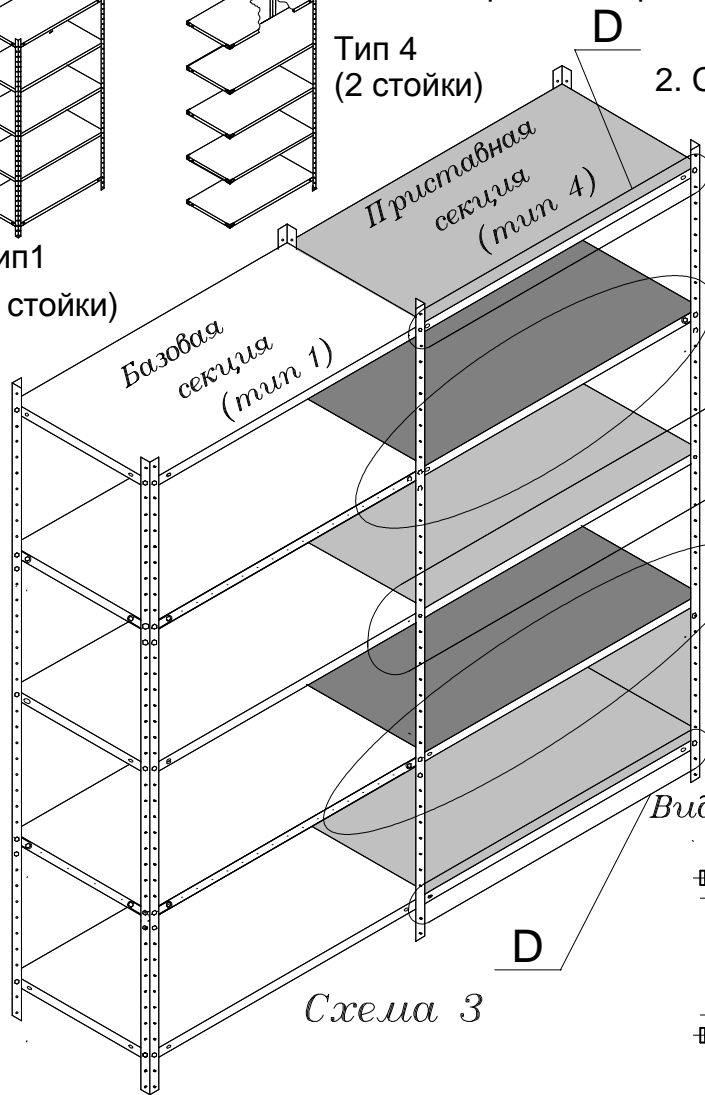 D
Тип 4
(2 стойки)
2. С
Приставная
секция
(тип 4)
ип1
стойки)
Базовая
секция
(тип 1)
Вид
D
Схема 3